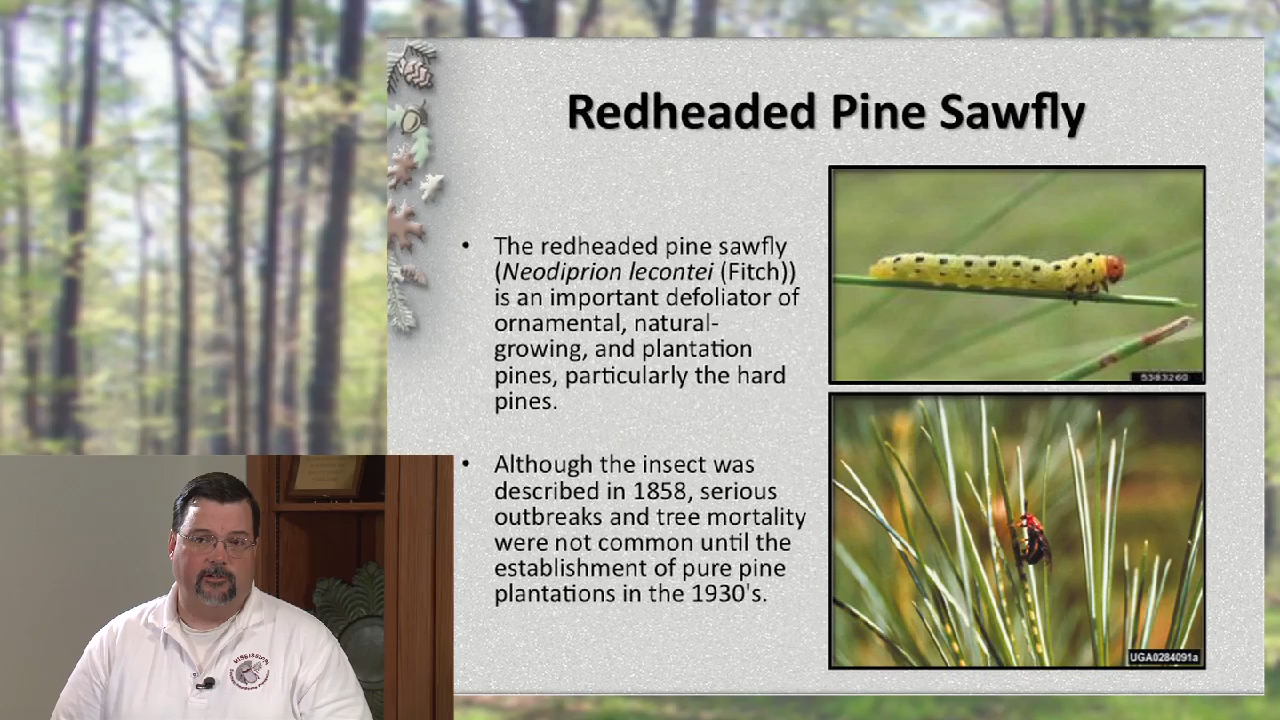 Redheaded Pine Sawfly
• The redheaded pine sawfly
(Neodiprion lecontei (Fitch))
is an important defoliator of
ornamental, natural-
growing, and plantation
pines, particularly the hard
pines.
• Although the insect was
described in 1858, serious
outbreaks and tree mortality
were not common until the
establishment of pure pine
plantations in the 1930's.
5383260
UGA0284091a
MISSISSIPPI